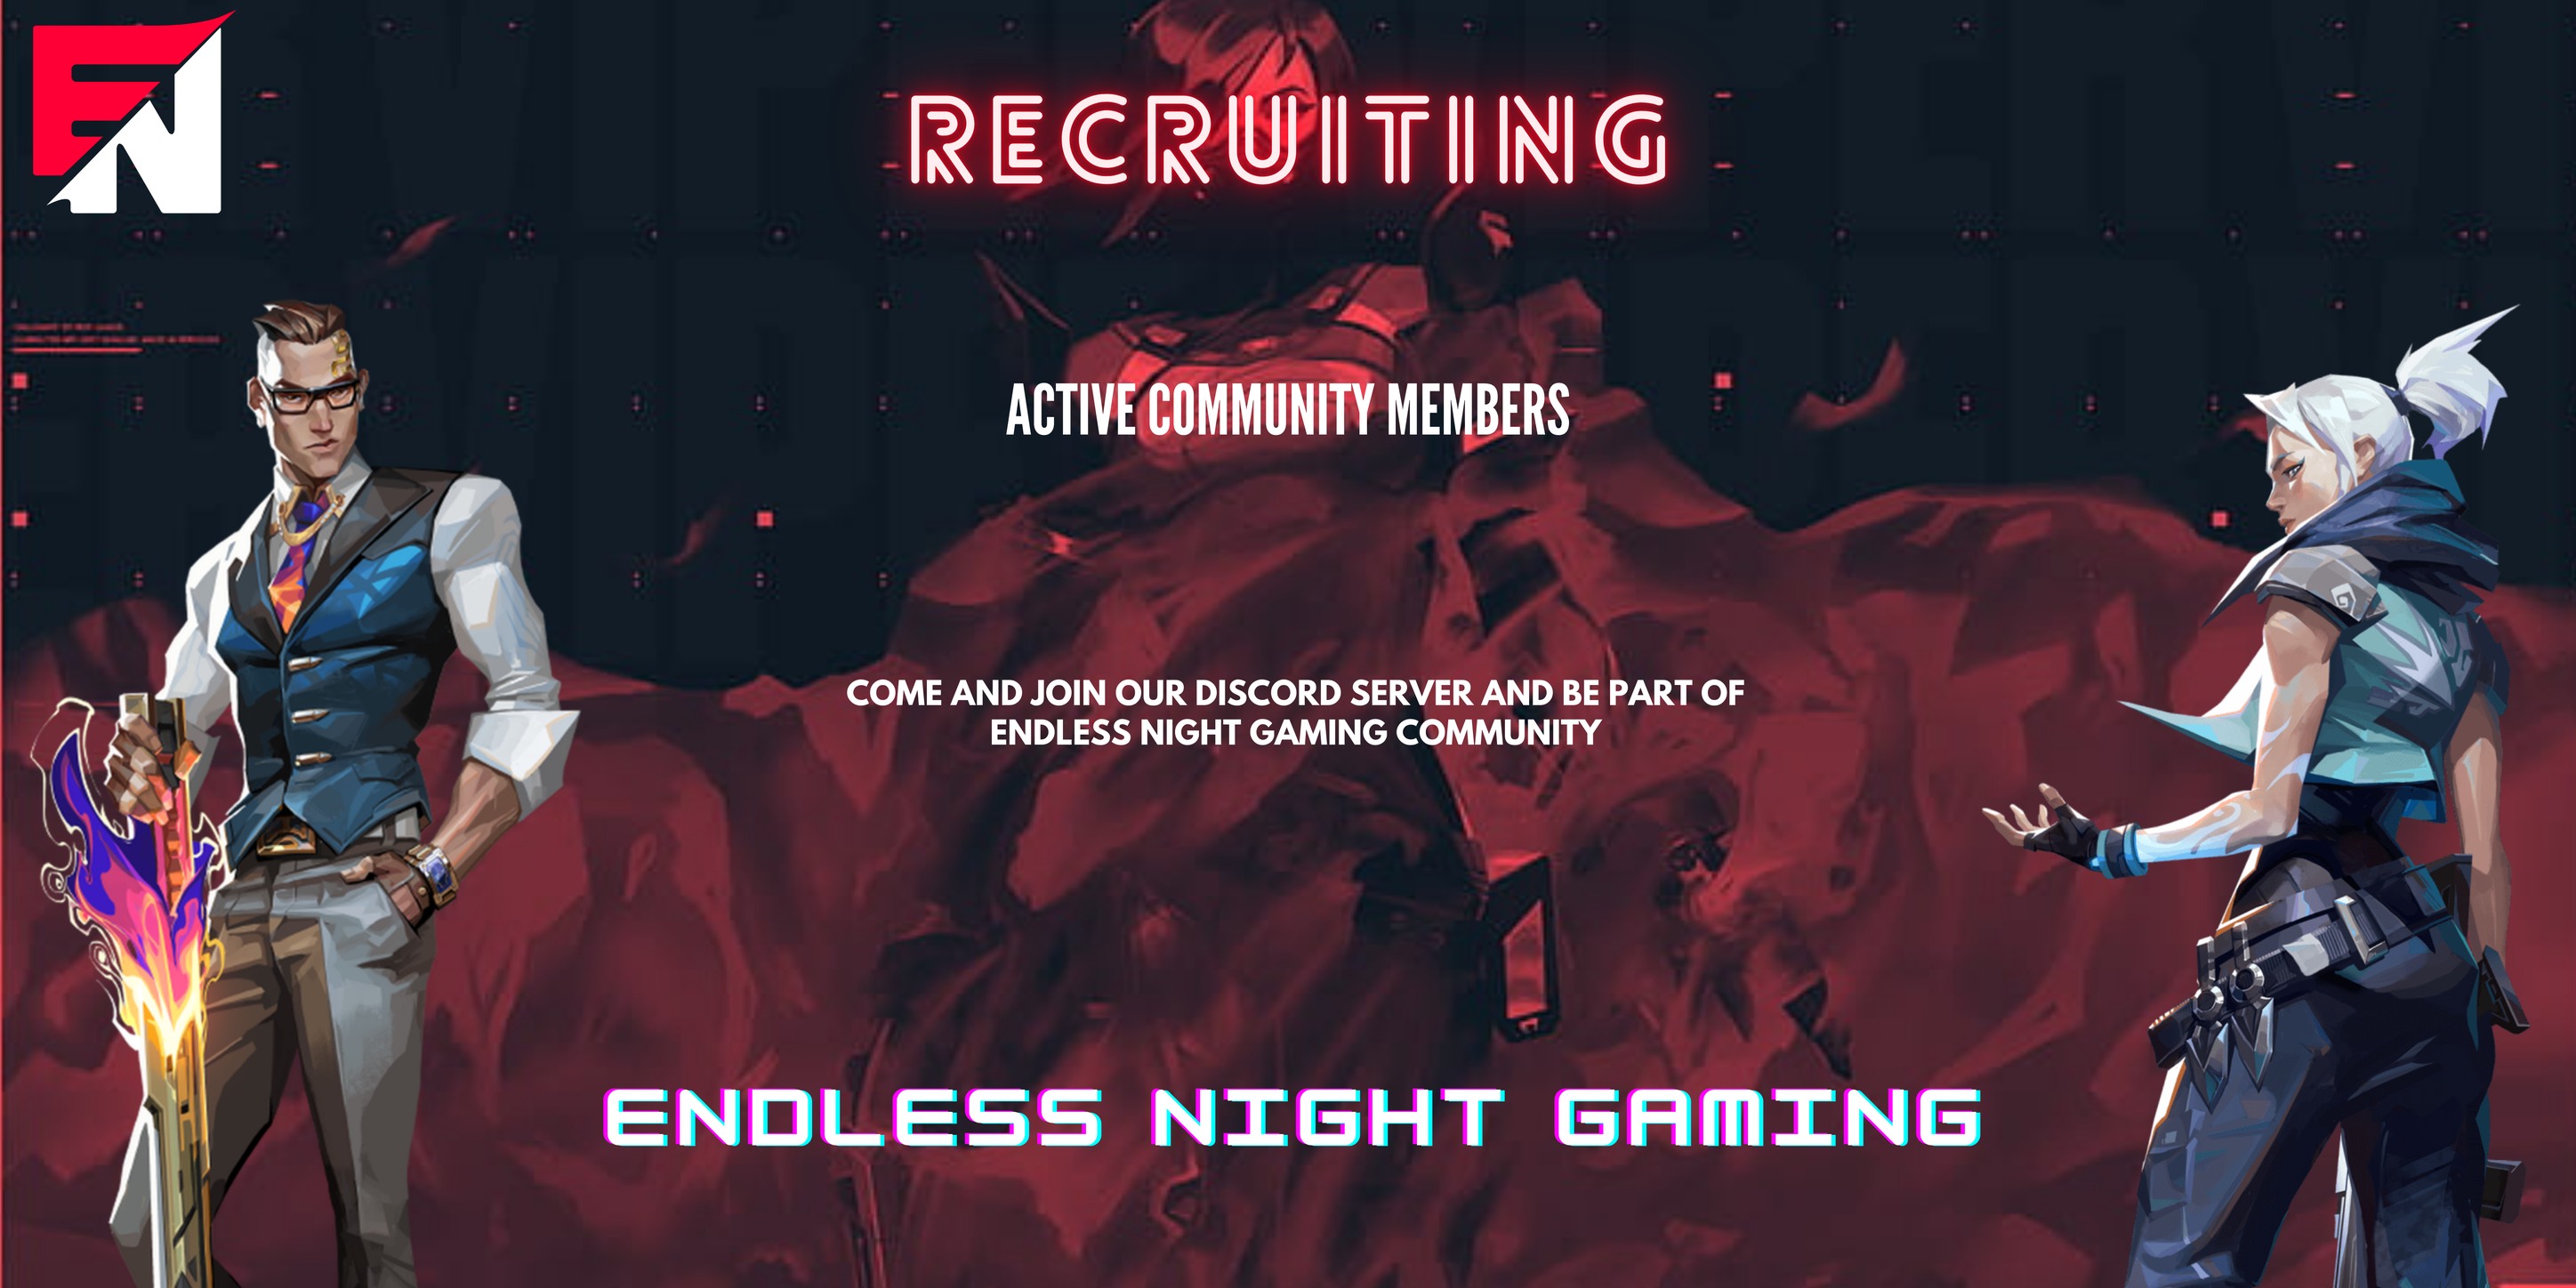 EN
RECRUITING
ACTIVE COMMUNITY MEMBERS
COME AND JOIN OUR DISCORD SERVER AND BE PART OF
ENDLESS NIGHT GAMING COMMUNITY
ENDLESS NIGHT GAMING